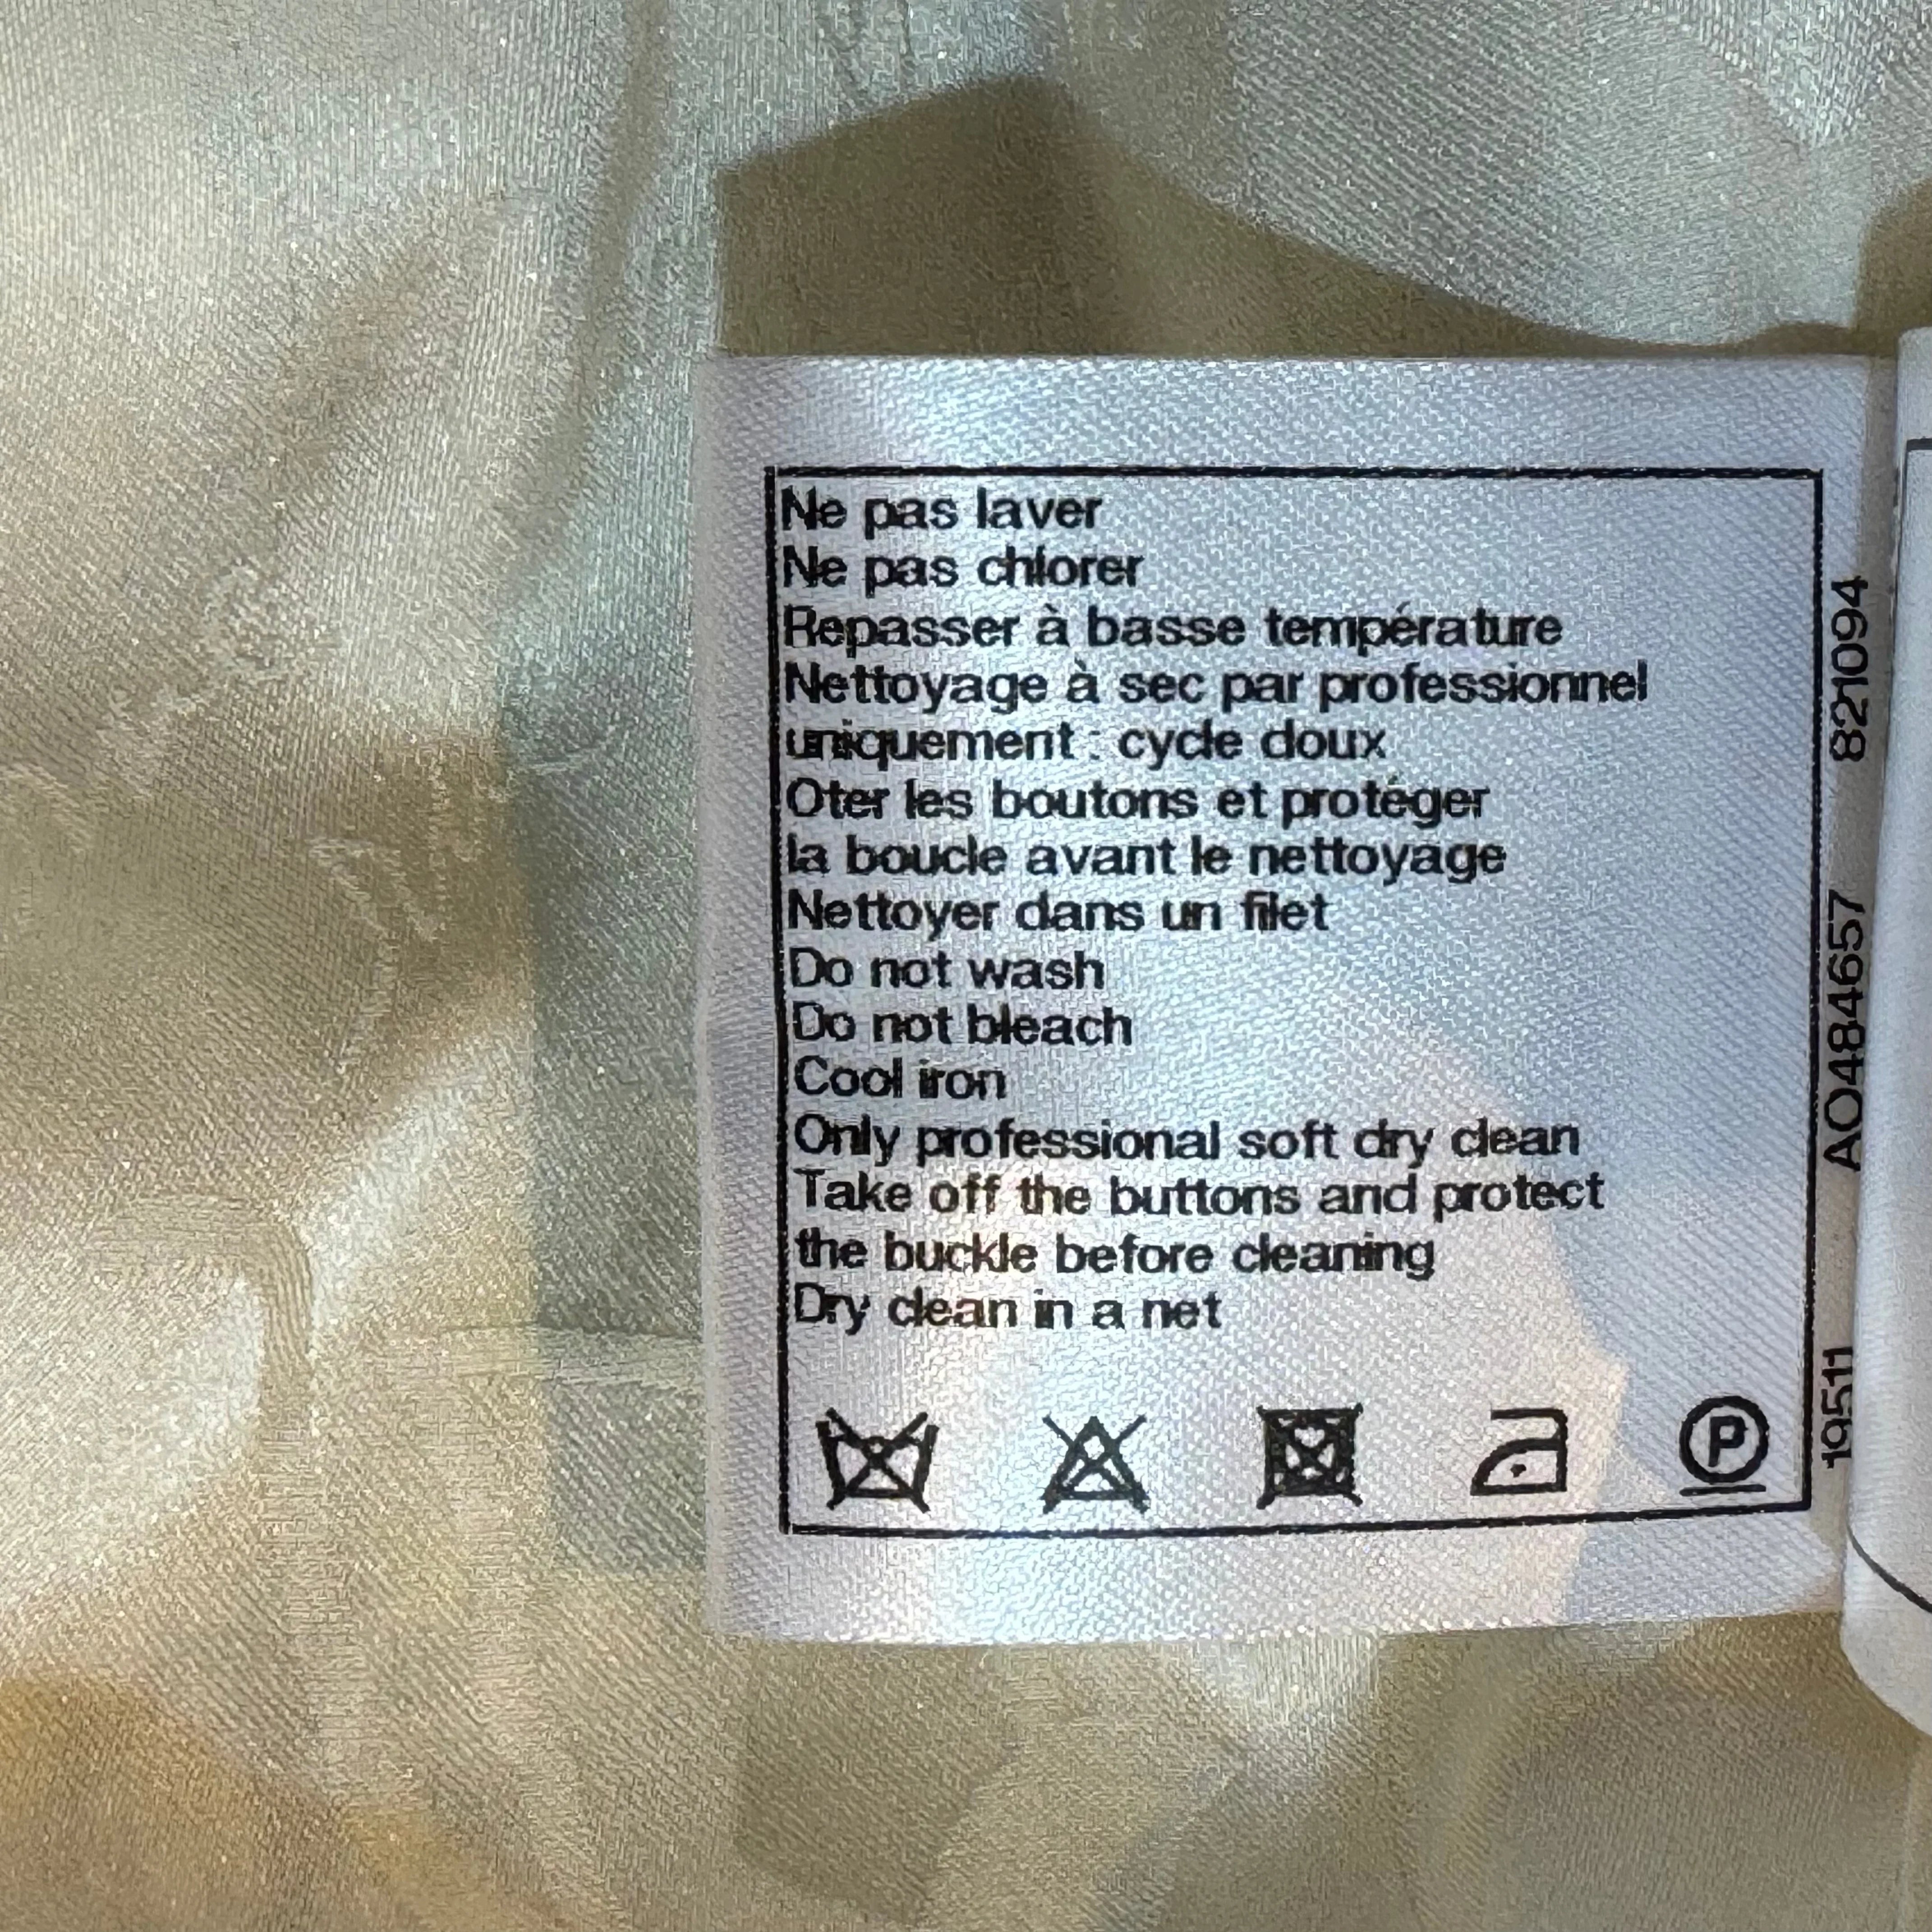 Ne pas laver
Ne pas chlorer
Repasser à basse température
Nettoyage à sec par professionnel
uniquement : cycle doux
Oter les boutons et protéger
la boucle avant le nettoyage
Nettoyer dans un filet
Do not wash
Do not bleach
Cool iron
Only professional soft dry clean
Take off the buttons and protect
the buckle before cleaning
Dry clean in a net
P
19511 A0484657 821094